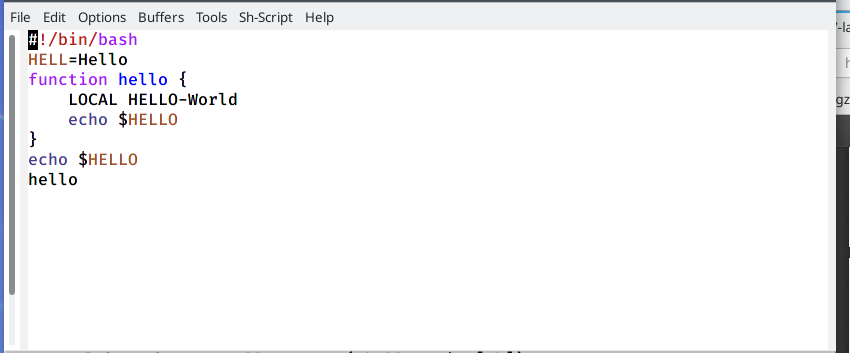 File Edit Options Buffers Tools Sh-Script Help
#!/bin/bash
HELL=Hello
function hello {
    LOCAL HELLO-World
    echo $HELLO
}
echo $HELLO
hello
gz